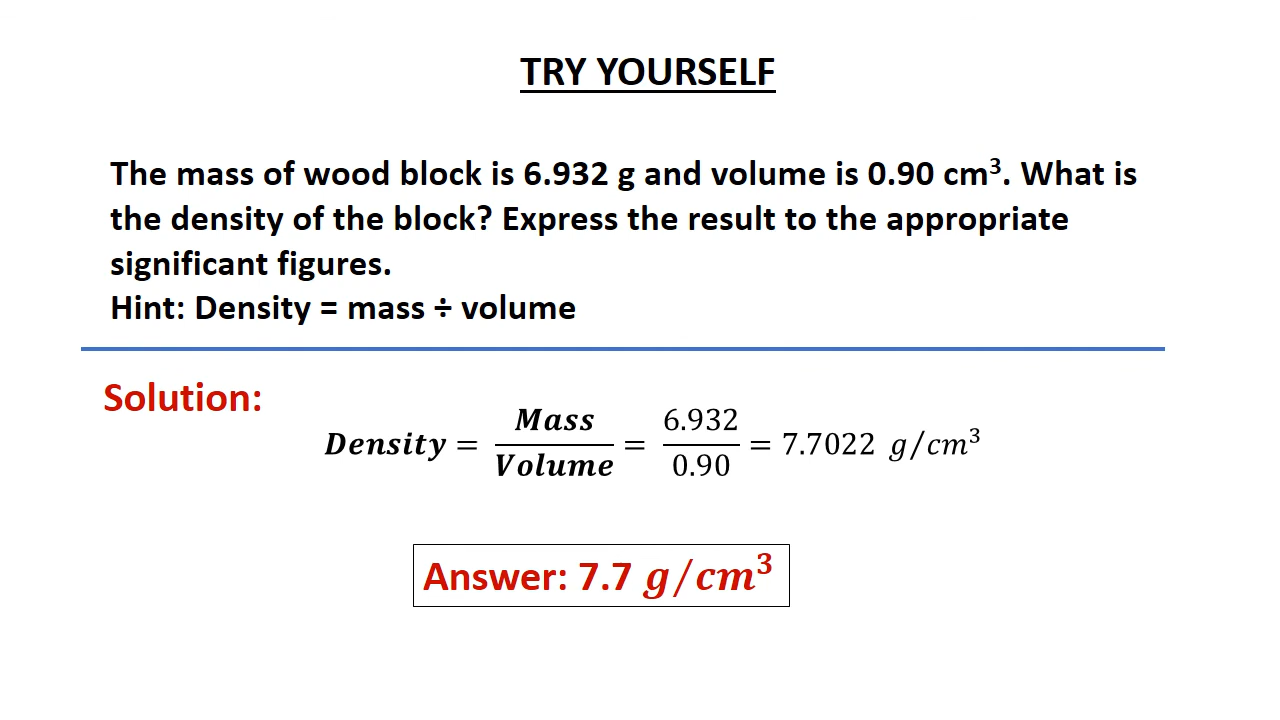 TRY YOURSELF
The mass of wood block is 6.932 g and volume is 0.90 cm³. What is
the density of the block? Express the result to the appropriate
significant figures.
Hint: Density = mass ÷ volume
Solution:
Density = Mass / Volume = 6.932 / 0.90 = 7.7022 g/cm³
Answer: 7.7 g/cm³